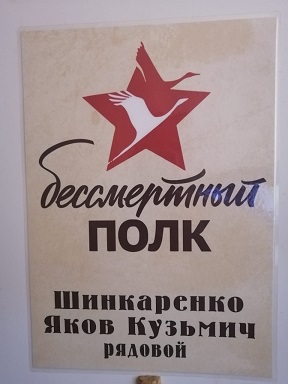 бессмертный
ПОЛК
Шинкаренко
Яков Кузьмич
рядовой